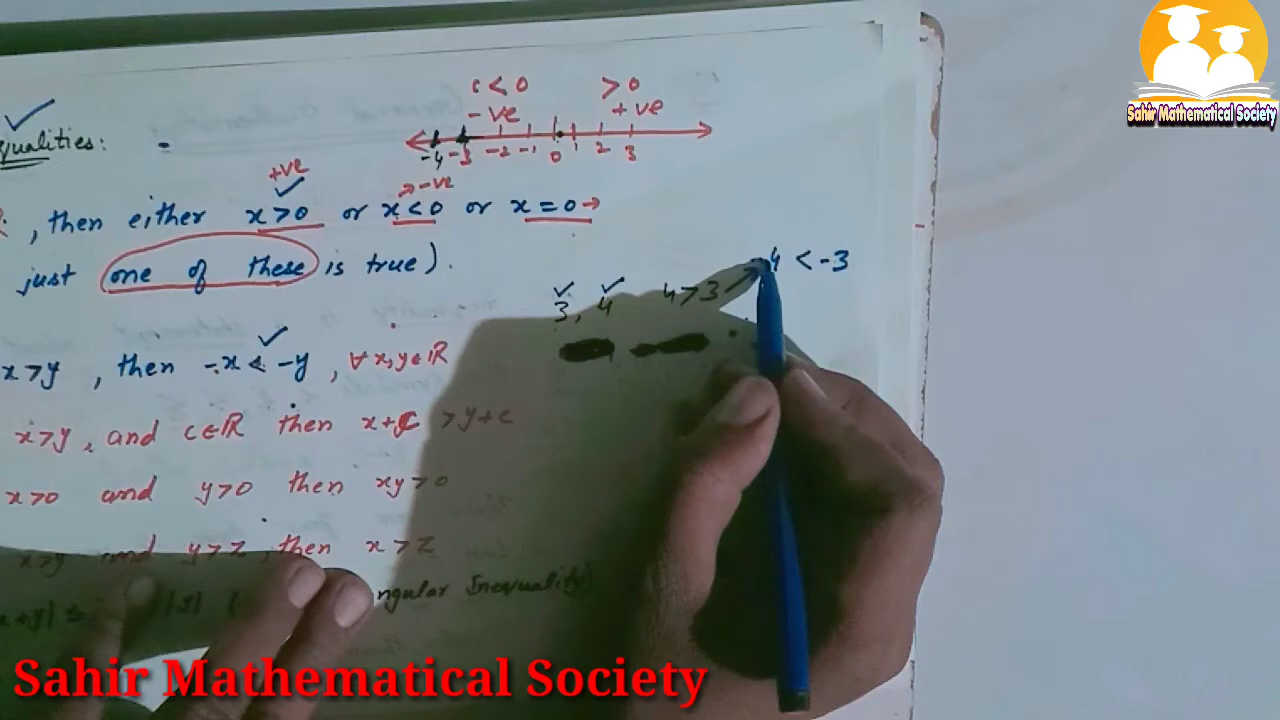 c < 0 > 0
- ve + ve
-4 -3 -2 -1 0 1 2 3
qualities:
+ve
→ -ve
, then either x>0 or x<0 or x=0→
just one of these is true).
4 < -3
3, 4 4>3
x>y , then -x < -y , ∀ x,y∈ℝ
x>y, and c∈ℝ then x+c >y+c
x>0 and y>0 then xy>0
x>y and y>z, then x>z
x+y| ≤ |y| ngular Inequality)
Sahir Mathematical Society
Sahir Mathematical Society